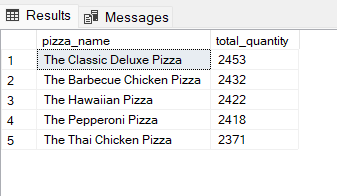 Results Messages
pizza_name total_quantity
1 The Classic Deluxe Pizza 2453
2 The Barbecue Chicken Pizza 2432
3 The Hawaiian Pizza 2422
4 The Pepperoni Pizza 2418
5 The Thai Chicken Pizza 2371